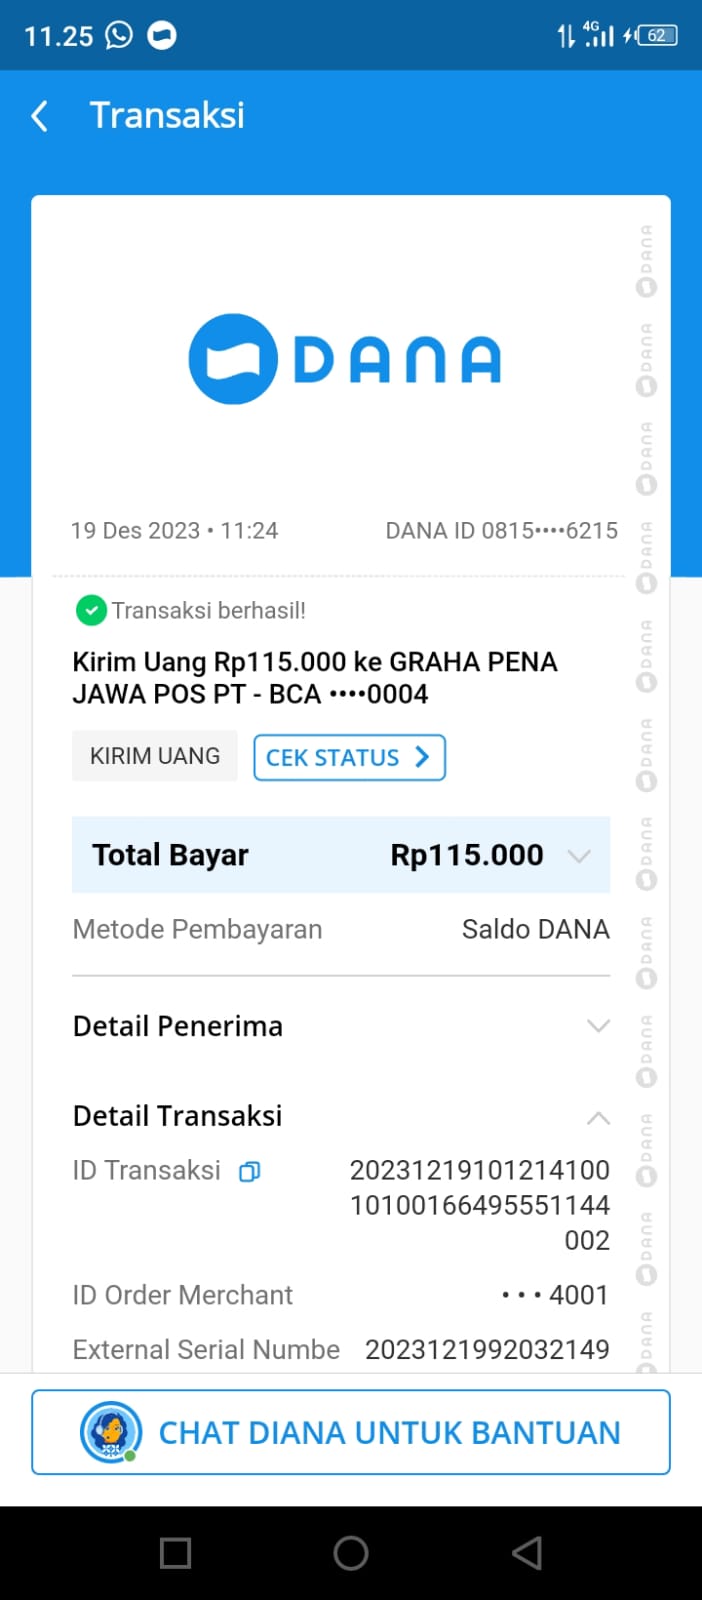 11.25
4G
62
Transaksi
DANA
19 Des 2023 • 11:24
DANA ID 0815••••6215
Transaksi berhasil!
Kirim Uang Rp115.000 ke GRAHA PENA
JAWA POS PT - BCA ••••0004
KIRIM UANG
CEK STATUS
Total Bayar Rp115.000
Metode Pembayaran Saldo DANA
Detail Penerima
Detail Transaksi
ID Transaksi 20231219101214100
10100166495551144
002
ID Order Merchant • • • 4001
External Serial Numbe 2023121992032149
DANA
DANA
DANA
DANA
DANA
DANA
DANA
DANA
DANA
DANA
DANA
DANA
CHAT DIANA UNTUK BANTUAN